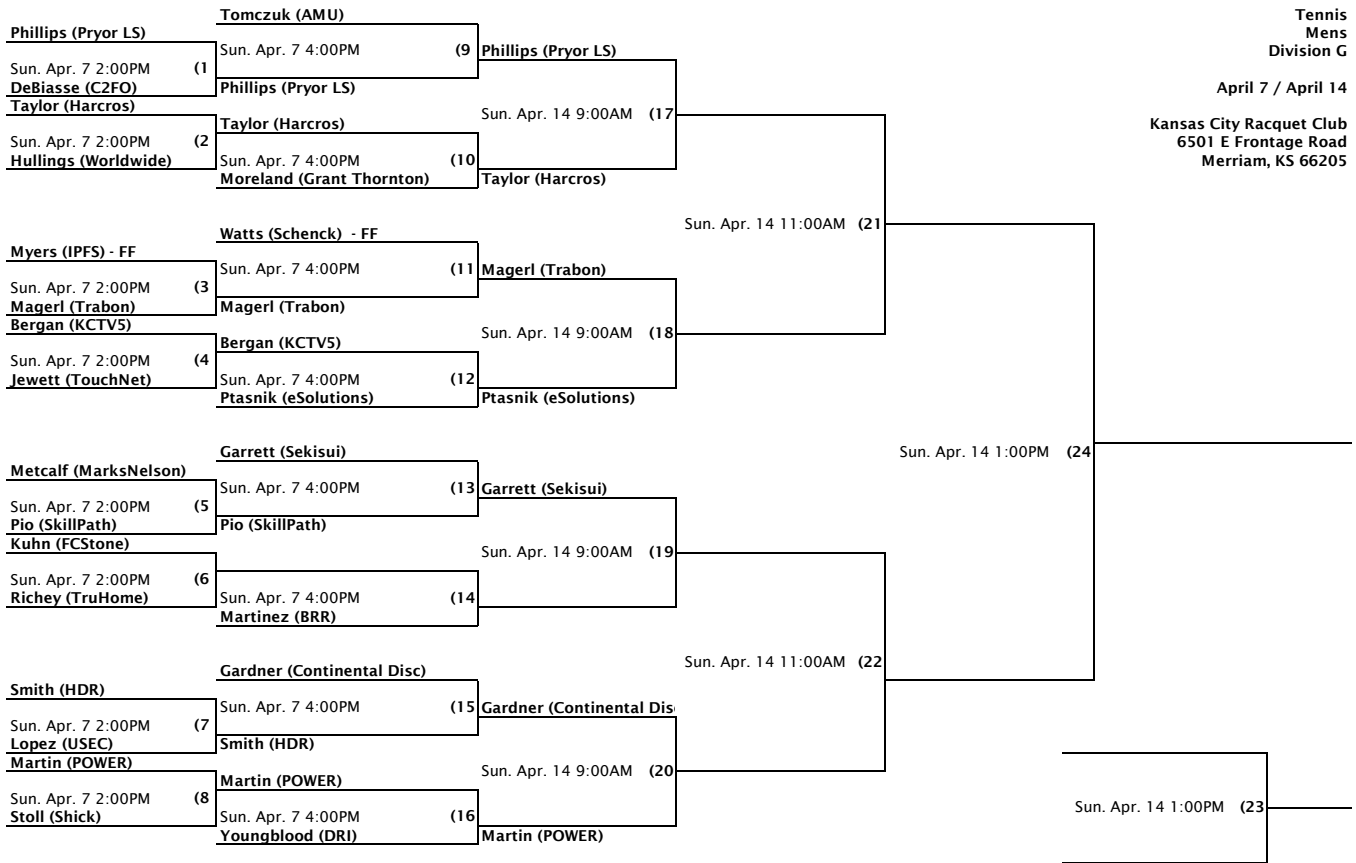 Tennis
Mens
Division G
April 7 / April 14
Kansas City Racquet Club
6501 E Frontage Road
Merriam, KS 66205
Phillips (Pryor LS)
Sun. Apr. 7 2:00PM (1
DeBiasse (C2FO)
Taylor (Harcros)
Sun. Apr. 7 2:00PM (2
Hullings (Worldwide)
Myers (IPFS) - FF
Sun. Apr. 7 2:00PM (3
Magerl (Trabon)
Bergan (KCTV5)
Sun. Apr. 7 2:00PM (4
Jewett (TouchNet)
Metcalf (MarksNelson)
Sun. Apr. 7 2:00PM (5
Pio (SkillPath)
Kuhn (FCStone)
Sun. Apr. 7 2:00PM (6
Richey (TruHome)
Smith (HDR)
Sun. Apr. 7 2:00PM (7
Lopez (USEC)
Martin (POWER)
Sun. Apr. 7 2:00PM (8
Stoll (Shick)
Tomczuk (AMU)
Sun. Apr. 7 4:00PM (9
Phillips (Pryor LS)
Taylor (Harcros)
Sun. Apr. 7 4:00PM (10
Moreland (Grant Thornton)
Watts (Schenck) - FF
Sun. Apr. 7 4:00PM (11
Magerl (Trabon)
Bergan (KCTV5)
Sun. Apr. 7 4:00PM (12
Ptasnik (eSolutions)
Garrett (Sekisui)
Sun. Apr. 7 4:00PM (13
Pio (SkillPath)
Sun. Apr. 7 4:00PM (14
Martinez (BRR)
Gardner (Continental Disc)
Sun. Apr. 7 4:00PM (15
Smith (HDR)
Martin (POWER)
Sun. Apr. 7 4:00PM (16
Youngblood (DRI)
Phillips (Pryor LS)
Sun. Apr. 14 9:00AM (17
Taylor (Harcros)
Magerl (Trabon)
Sun. Apr. 14 9:00AM (18
Ptasnik (eSolutions)
Garrett (Sekisui)
Sun. Apr. 14 9:00AM (19
Gardner (Continental Dis
Sun. Apr. 14 9:00AM (20
Martin (POWER)
Sun. Apr. 14 11:00AM (21
Sun. Apr. 14 11:00AM (22
Sun. Apr. 14 1:00PM (24
Sun. Apr. 14 1:00PM (23